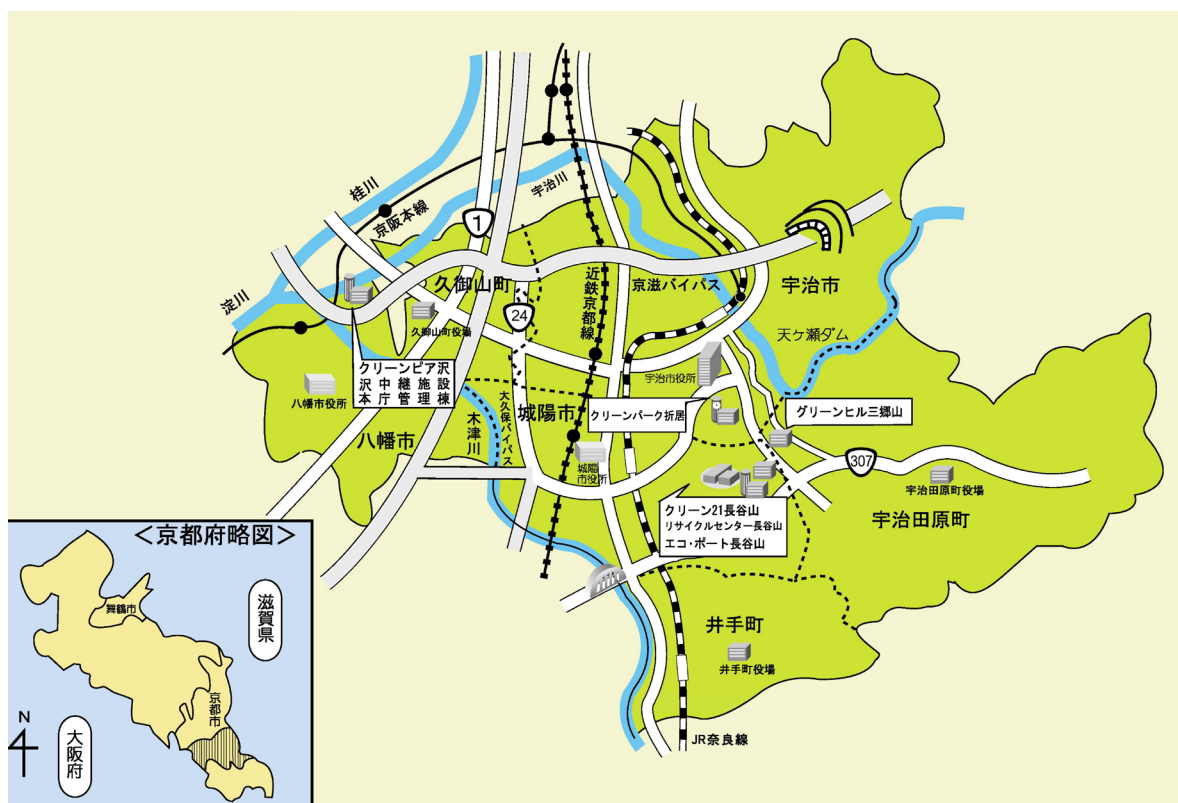 桂川
京阪本線
宇治川
1
淀川
久御山町
近鉄京都線
京滋バイパス
宇治市
24
久御山町役場
天ヶ瀬ダム
クリーンピア沢
沢中継施設
本庁管理棟
宇治市役所
八幡市役所
大久保バイパス
城陽市
クリーンパーク折居
グリーンヒル三郷山
木津川
八幡市
城陽
市役所
307
宇治田原町役場
クリーン21長谷山
リサイクルセンター長谷山
エコ・ポート長谷山
宇治田原町
井手町
井手町役場
JR奈良線
＜京都府略図＞
舞鶴市
滋賀県
京都市
N
大阪府